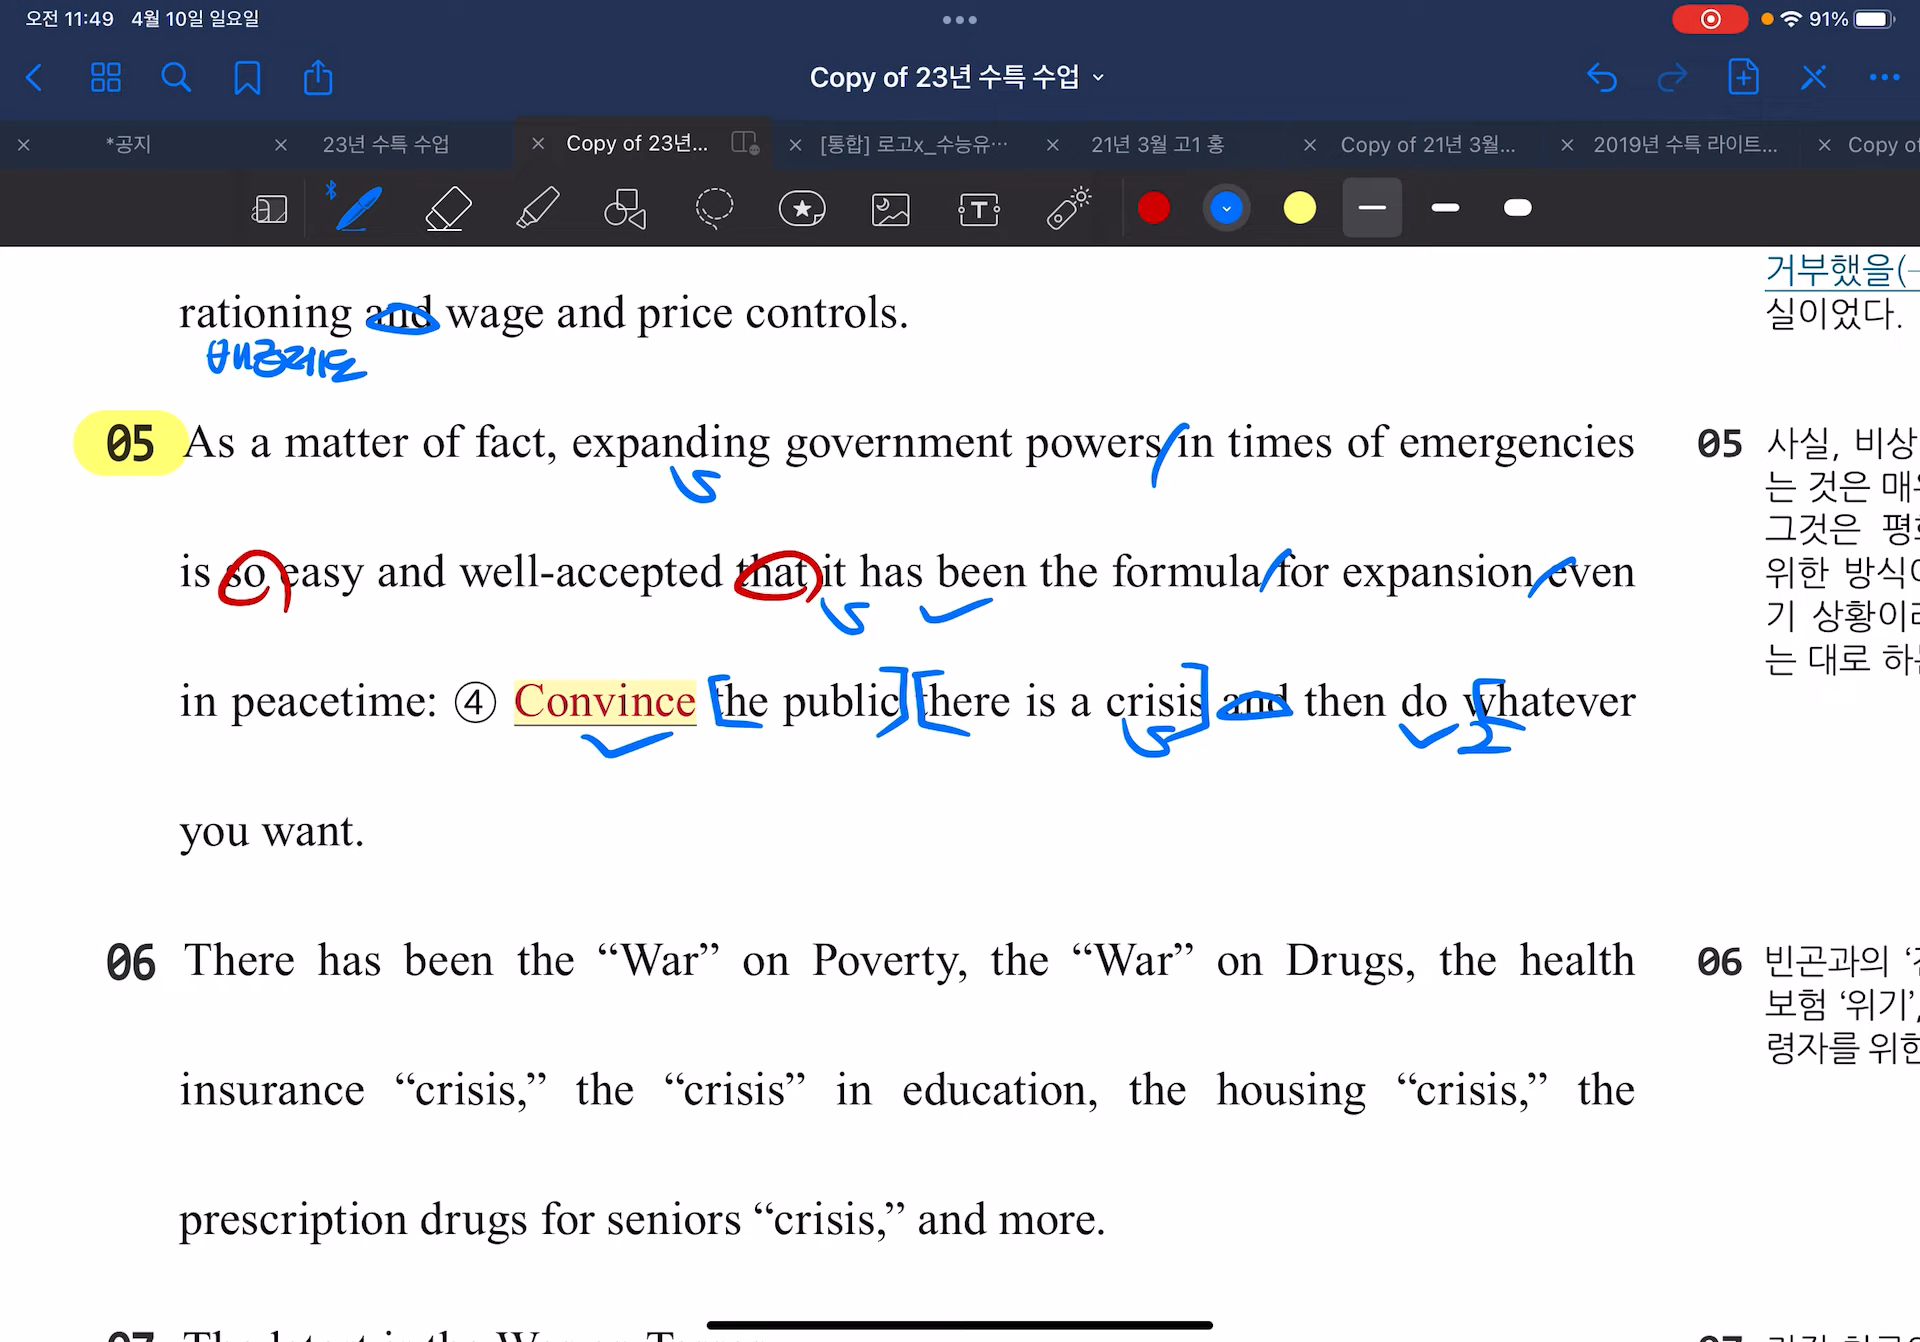 오전 11:49 4월 10일 일요일
91%
Copy of 23년 수특 수업
*공지
23년 수특 수업
Copy of 23년...
[통합] 로고x_수능유…
21년 3월 고1 홍
Copy of 21년 3월...
2019년 수특 라이트...
Copy of
rationing and wage and price controls.
배급제도
05 As a matter of fact, expanding government powers in times of emergencies
is so easy and well-accepted that it has been the formula for expansion even
in peacetime: ④ Convince the public there is a crisis and then do whatever
you want.
06 There has been the “War” on Poverty, the “War” on Drugs, the health
insurance “crisis,” the “crisis” in education, the housing “crisis,” the
prescription drugs for seniors “crisis,” and more.
거부했을(
실이었다.
05 사실, 비상
는 것은
그것은
위한 방식
기 상황이
는 대로 하
06 빈곤과의
보험 ‘위기’,
령자를 위한